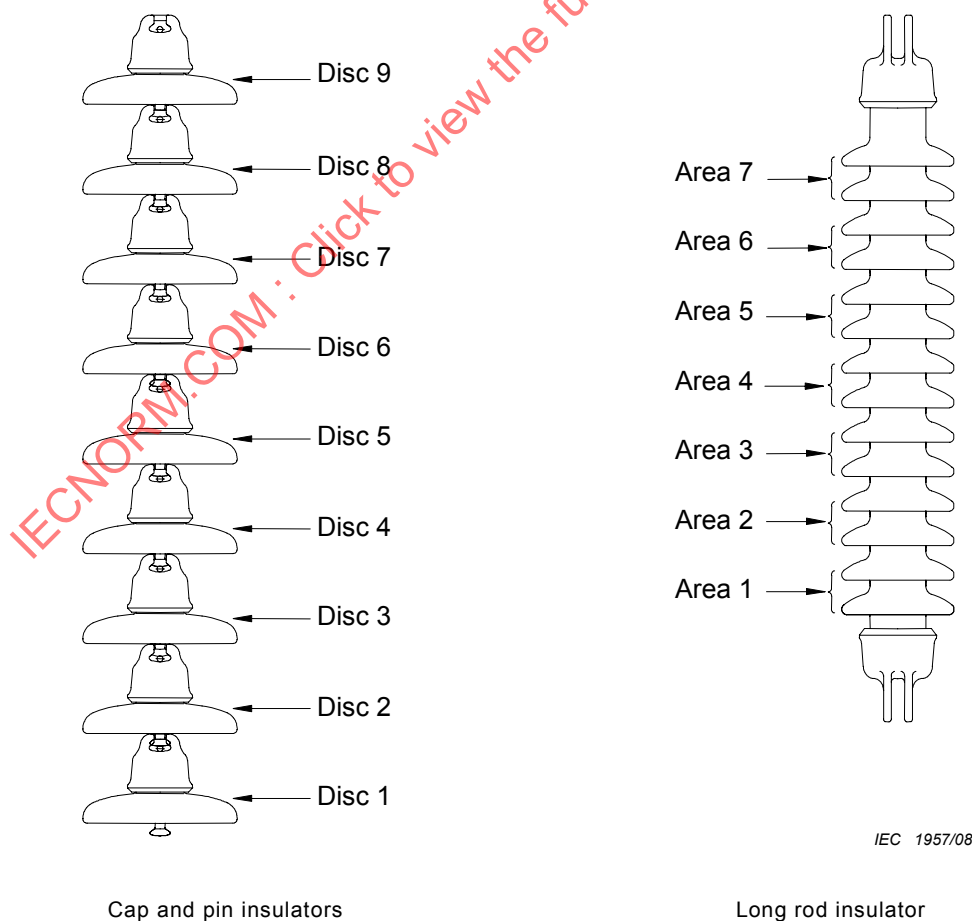 Disc 9
Disc 8
Disc 7
Disc 6
Disc 5
Disc 4
Disc 3
Disc 2
Disc 1
Area 7
Area 6
Area 5
Area 4
Area 3
Area 2
Area 1
IECNORM.COM : Click to view the
IEC 1957/08
Cap and pin insulators
Long rod insulator